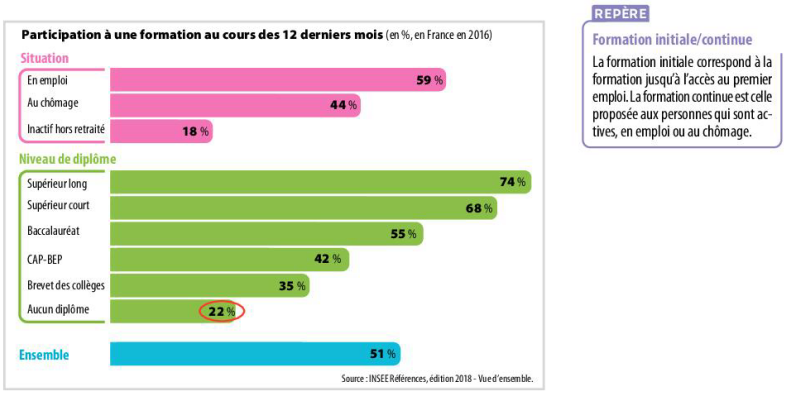 Participation à une formation au cours des 12 derniers mois (en %, en France en 2016)
Situation
En emploi 59 %
Au chômage 44 %
Inactif hors retraité 18 %
Niveau de diplôme
Supérieur long 74 %
Supérieur court 68 %
Baccalauréat 55 %
CAP-BEP 42 %
Brevet des collèges 35 %
Aucun diplôme 22 %
Ensemble 51 %
Source : INSEE Références, édition 2018 - Vue d'ensemble.
REPÈRE
Formation initiale/continue
La formation initiale correspond à la
formation jusqu'à l'accès au premier
emploi. La formation continue est celle
proposée aux personnes qui sont ac-
tives, en emploi ou au chômage.